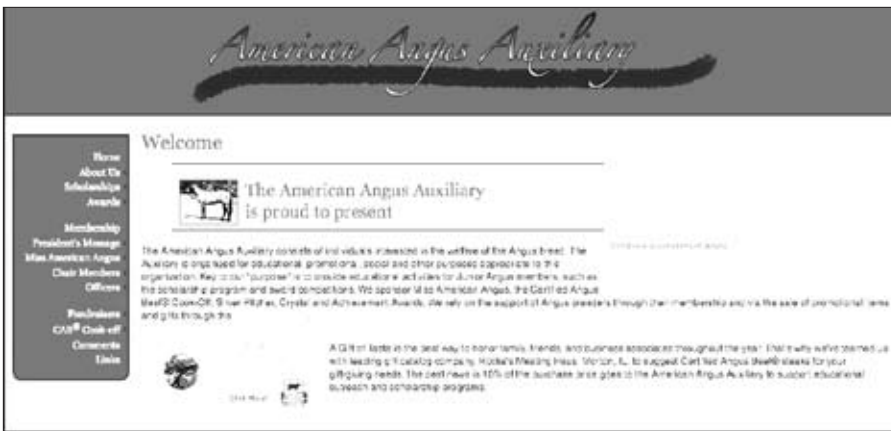 American Angus Auxiliary
Home
About Us
Scholarships
Awards
Membership
President's Message
Miss American Angus
Chair Members
Officers
Fundraisers
CAB® Cook-off
Comments
Links
Welcome
The American Angus Auxiliary
is proud to present
The American Angus Auxiliary consists of individuals interested in the welfare of the Angus breed. The
Auxiliary is organized for educational, promotional, social and other purposes appropriate to this
organization. Key to our "purpose" is to provide educational activities for Junior Angus members, such as
the scholarship program and award competitions. We sponsor Miss American Angus, the Certified Angus
Beef® Cook-Off, Silver Pitcher, Crystal and Achievement Awards. We rely on the support of Angus breeders through their membership and via the sale of promotional items
and gifts through the
A Gift of Taste is the best way to honor family, friends, and business associates throughout the year. That's why we've teamed up
with leading gift catalog company, Meating Haus, Morton, IL, to suggest Certified Angus Beef® steaks for your
gift-giving needs. The best news is 10% of the purchase price goes to the American Angus Auxiliary to support educational
outreach and scholarship programs.
Click Here!